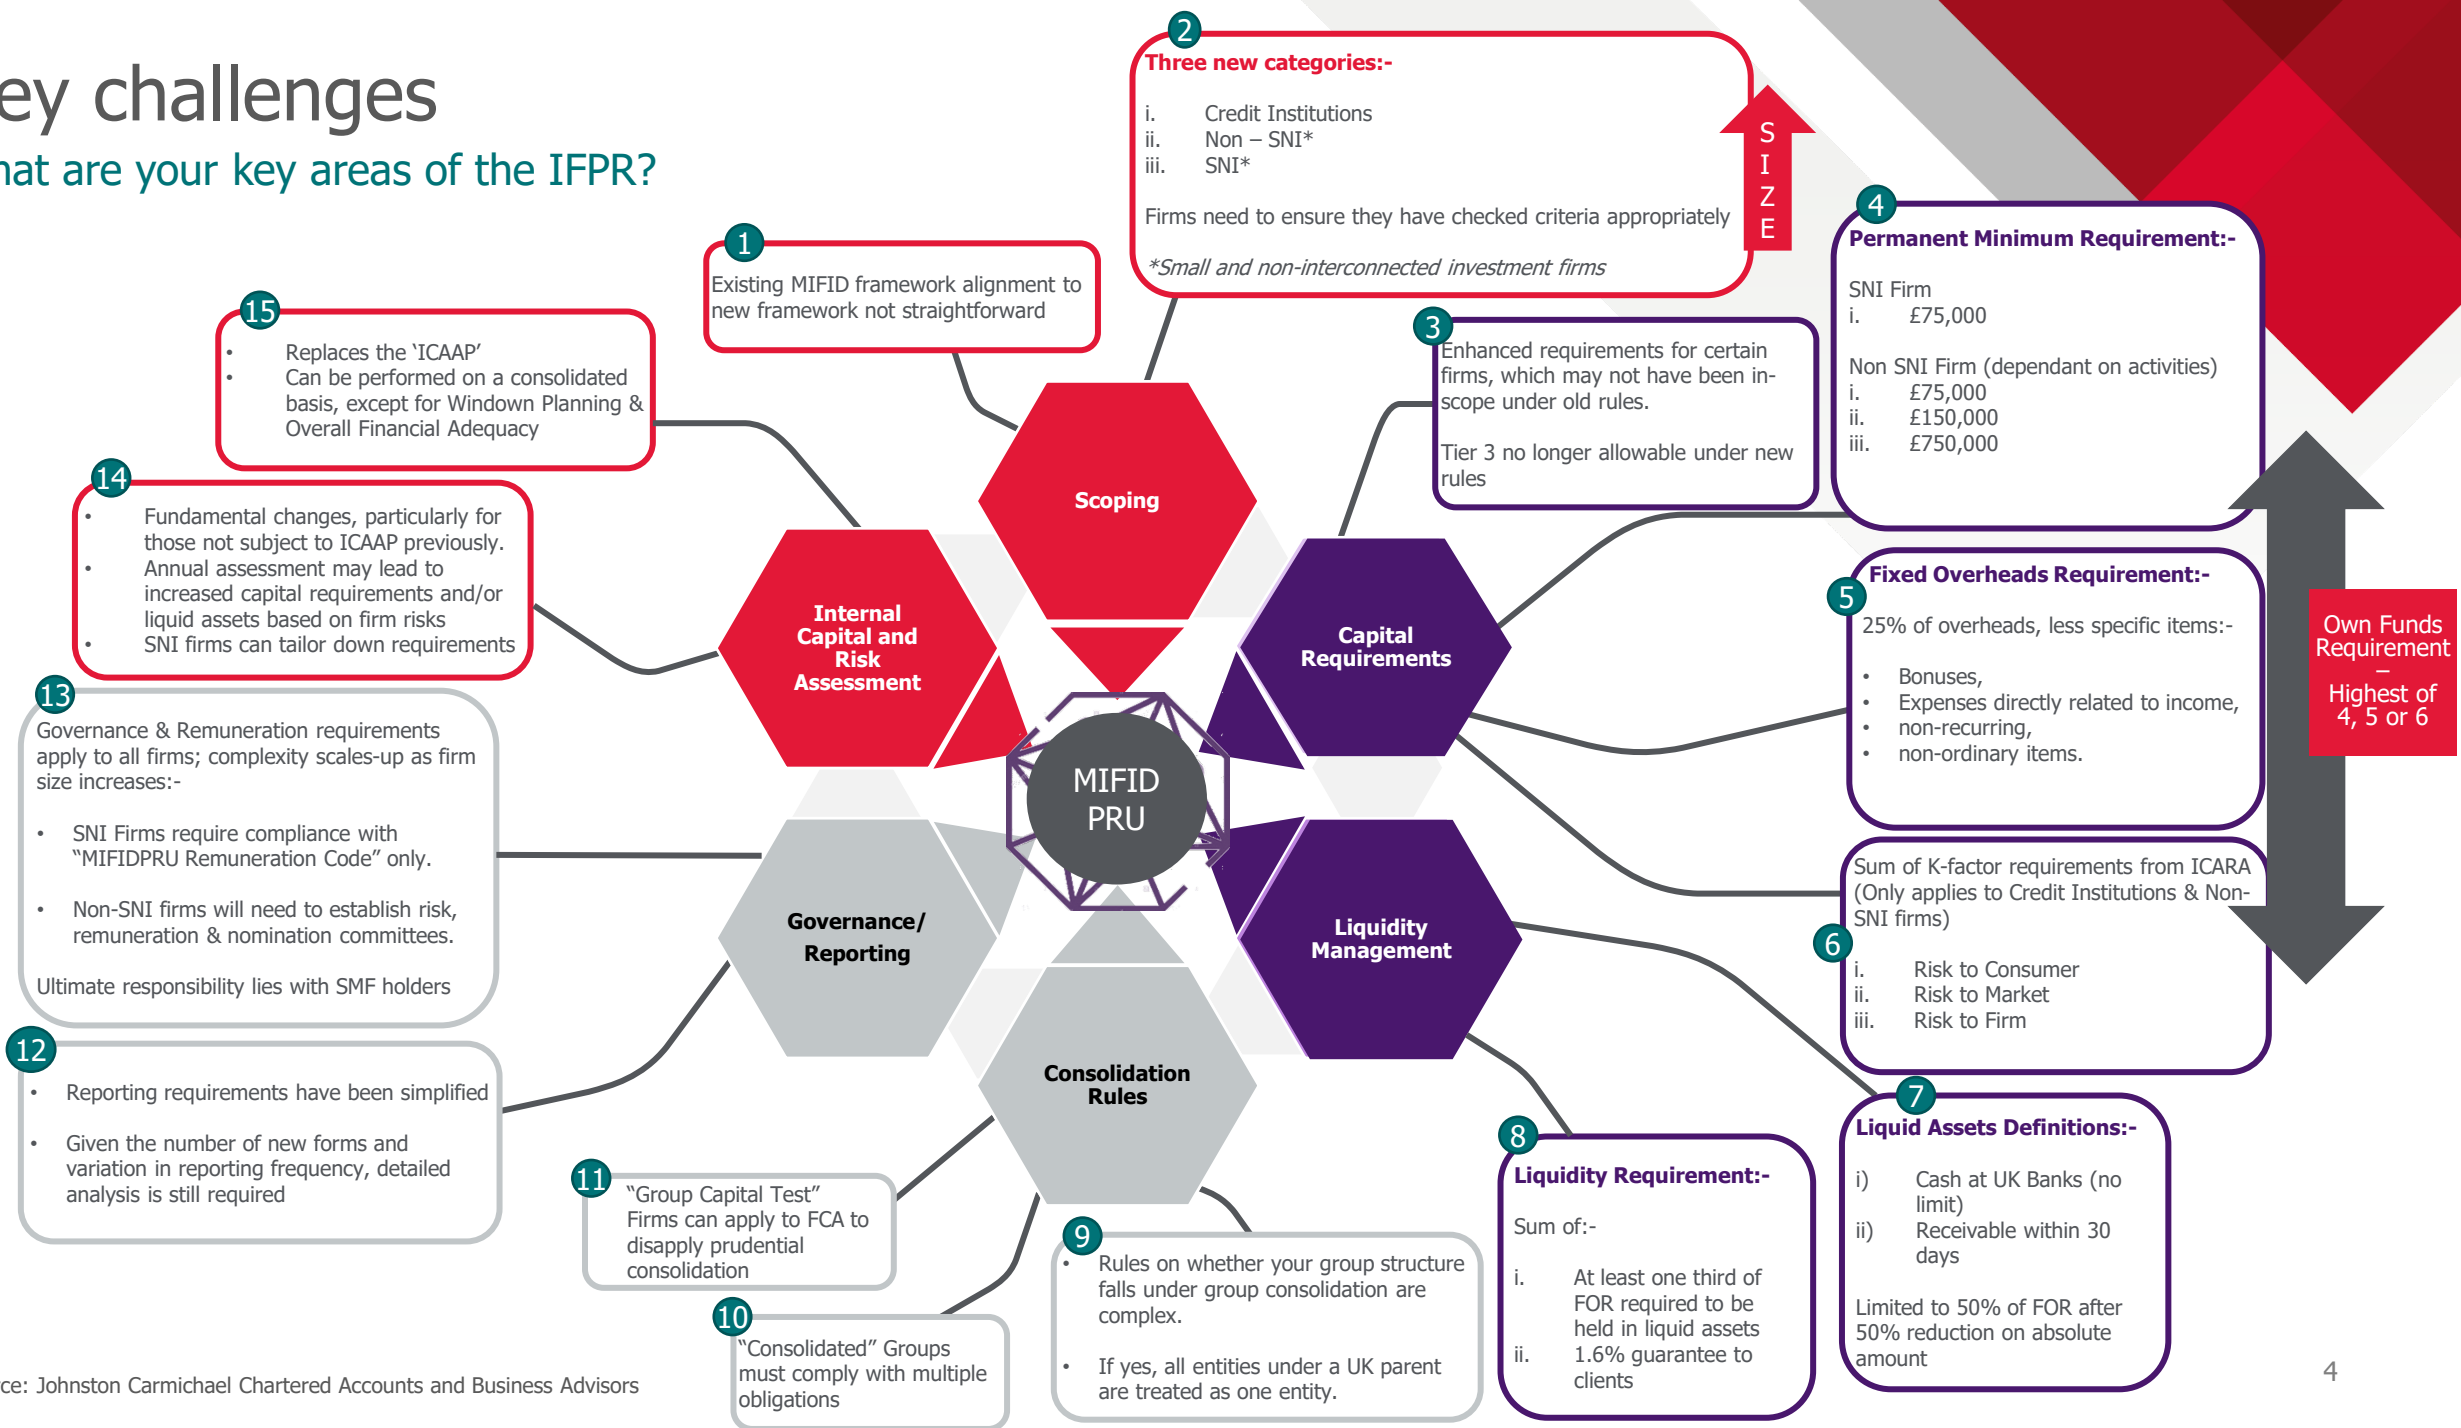 ey challenges
hat are your key areas of the IFPR?
1
Existing MIFID framework alignment to
new framework not straightforward
2
Three new categories:-
i. Credit Institutions
ii. Non – SNI*
iii. SNI*
Firms need to ensure they have checked criteria appropriately
*Small and non-interconnected investment firms
S
I
Z
E
3
Enhanced requirements for certain
firms, which may not have been in-
scope under old rules.
Tier 3 no longer allowable under new
rules
4
Permanent Minimum Requirement:-
SNI Firm
i. £75,000
Non SNI Firm (dependant on activities)
i. £75,000
ii. £150,000
iii. £750,000
5
Fixed Overheads Requirement:-
25% of overheads, less specific items:-
• Bonuses,
• Expenses directly related to income,
• non-recurring,
• non-ordinary items.
Own Funds
Requirement
–
Highest of
4, 5 or 6
6
Sum of K-factor requirements from ICARA
(Only applies to Credit Institutions & Non-
SNI firms)
i. Risk to Consumer
ii. Risk to Market
iii. Risk to Firm
7
Liquid Assets Definitions:-
i) Cash at UK Banks (no
limit)
ii) Receivable within 30
days
Limited to 50% of FOR after
50% reduction on absolute
amount
8
Liquidity Requirement:-
Sum of:-
i. At least one third of
FOR required to be
held in liquid assets
ii. 1.6% guarantee to
clients
9
• Rules on whether your group structure
falls under group consolidation are
complex.
• If yes, all entities under a UK parent
are treated as one entity.
10
“Consolidated” Groups
must comply with multiple
obligations
11
“Group Capital Test”
Firms can apply to FCA to
disapply prudential
consolidation
12
• Reporting requirements have been simplified
• Given the number of new forms and
variation in reporting frequency, detailed
analysis is still required
13
Governance & Remuneration requirements
apply to all firms; complexity scales-up as firm
size increases:-
• SNI Firms require compliance with
“MIFIDPRU Remuneration Code” only.
• Non-SNI firms will need to establish risk,
remuneration & nomination committees.
Ultimate responsibility lies with SMF holders
14
• Fundamental changes, particularly for
those not subject to ICAAP previously.
• Annual assessment may lead to
increased capital requirements and/or
liquid assets based on firm risks
• SNI firms can tailor down requirements
15
• Replaces the ‘ICAAP’
• Can be performed on a consolidated
basis, except for Windown Planning &
Overall Financial Adequacy
Scoping
Capital
Requirements
Liquidity
Management
Consolidation
Rules
Governance/
Reporting
Internal
Capital and
Risk
Assessment
MIFID
PRU
rce: Johnston Carmichael Chartered Accounts and Business Advisors
4